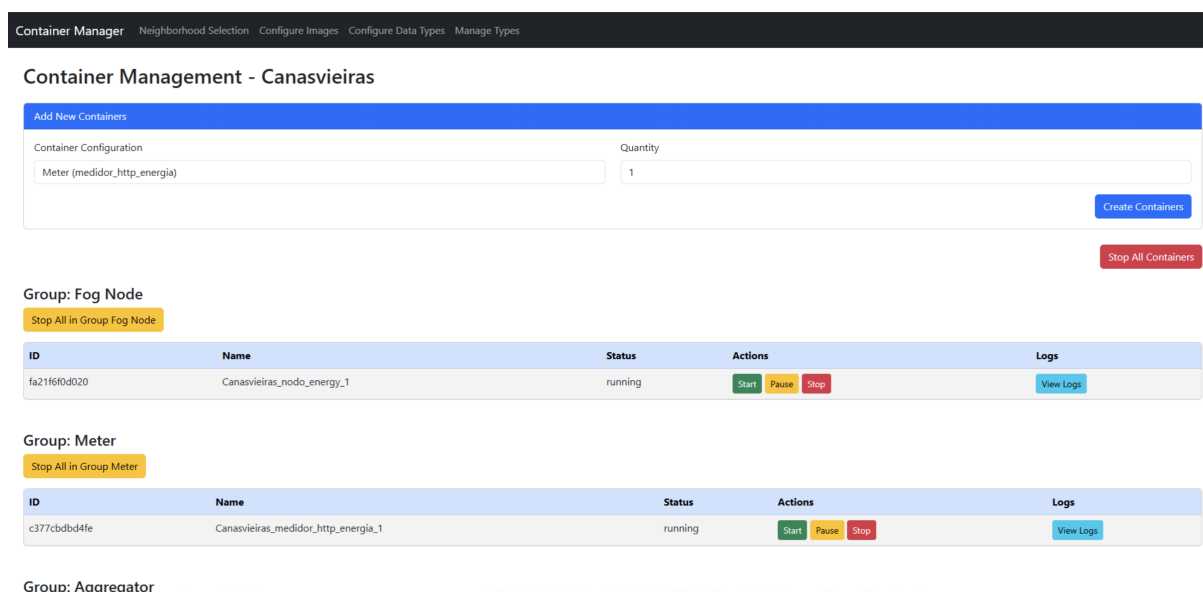 Container Manager Neighborhood Selection Configure Images Configure Data Types Manage Types
Container Management - Canasvieiras
Add New Containers
Container Configuration Quantity
Meter (medidor_http_energia) 1
Create Containers
Stop All Containers
Group: Fog Node
Stop All in Group Fog Node
ID Name Status Actions Logs
fa21f6f0d020 Canasvieiras_nodo_energy_1 running Start Pause Stop View Logs
Group: Meter
Stop All in Group Meter
ID Name Status Actions Logs
c377cbdbd4fe Canasvieiras_medidor_http_energia_1 running Start Pause Stop View Logs
Group: Aggregator